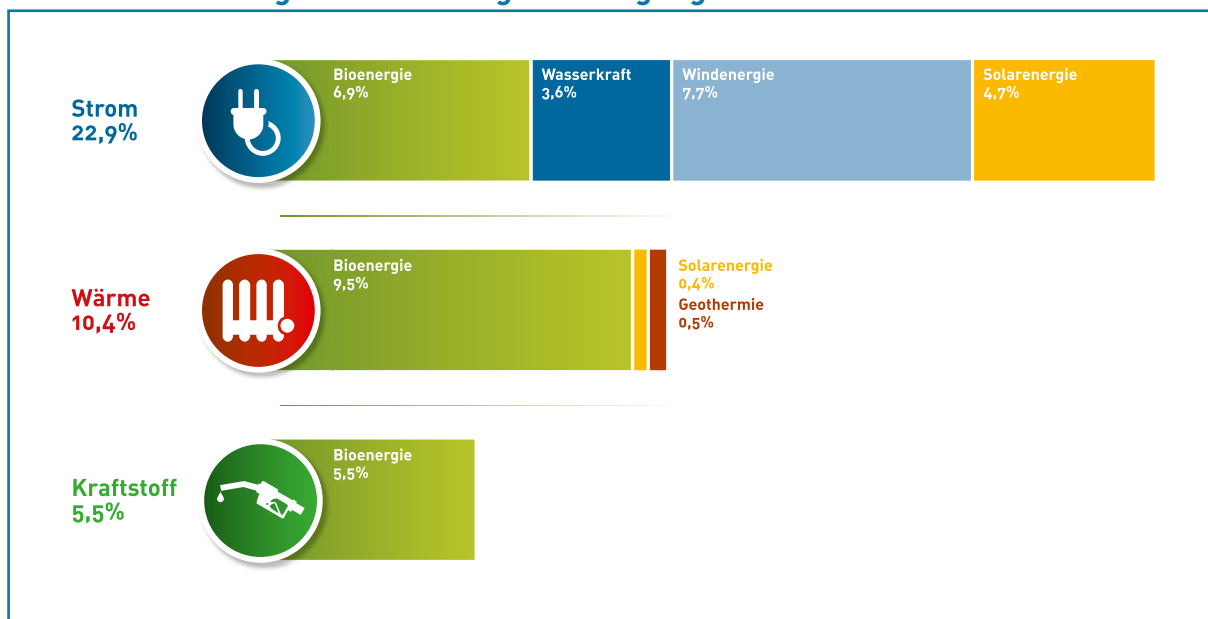 Strom
22,9%
Bioenergie
6,9%
Wasserkraft
3,6%
Windenergie
7,7%
Solarenergie
4,7%
Wärme
10,4%
Bioenergie
9,5%
Solarenergie
0,4%
Geothermie
0,5%
Kraftstoff
5,5%
Bioenergie
5,5%